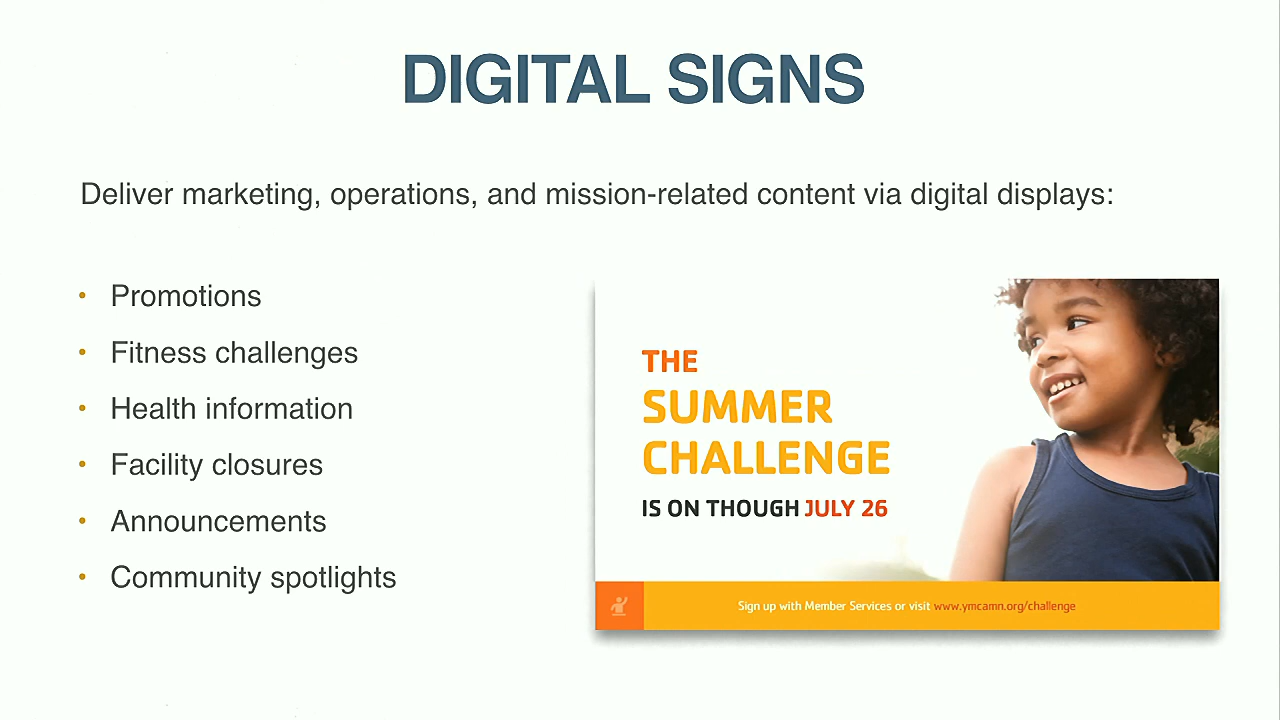 DIGITAL SIGNS
Deliver marketing, operations, and mission-related content via digital displays:
• Promotions
• Fitness challenges
• Health information
• Facility closures
• Announcements
• Community spotlights
THE
SUMMER
CHALLENGE
IS ON THOUGH JULY 26
Sign up with Member Services or visit www.ymcamn.org/challenge